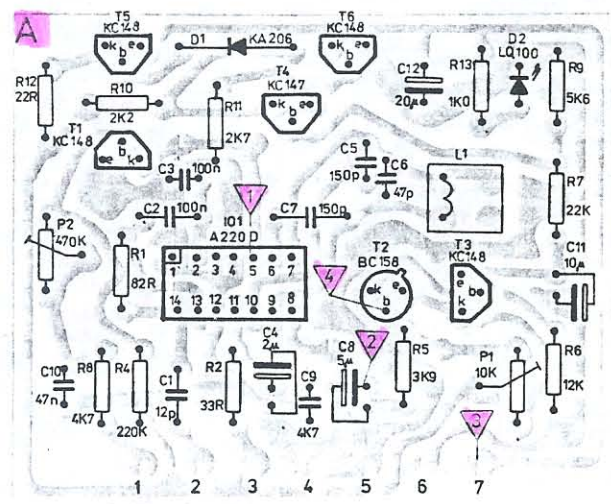 A
T5
KC148
k b e
D1
KA206
T6
KC148
k b e
R12
22R
R10
2K2
R11
2K7
T4
KC147
k b e
C12
20µ
R13
1K0
D2
LQ100
R9
5K6
T1
KC148
e b k
C3
100n
C5
150p
C6
47p
L1
R7
22K
C2
100n
1
IO1
A220D
C7
150p
P2
470K
R1
82R
1 2 3 4 5 6 7
14 13 12 11 10 9 8
4
T2
BC158
k e
b
T3
KC148
e
b
k
C11
10µ
C10
47n
R8
4K7
R4
220K
C1
12p
R2
33R
C4
2µ
C9
4K7
C8
5µ
2
R5
3K9
P1
10K
3
R6
12K
1 2 3 4 5 6 7